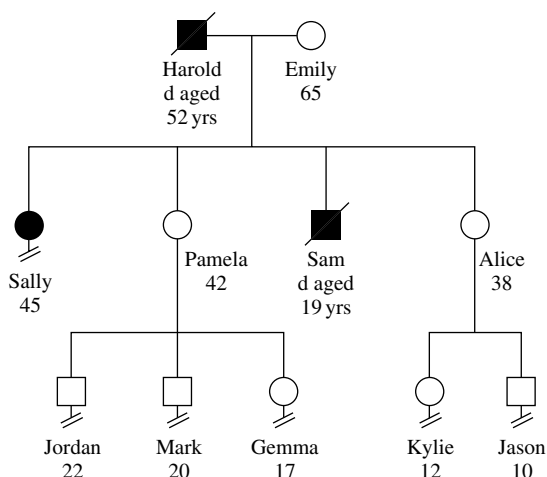 Harold
d aged
52 yrs
Emily
65
Sally
45
Pamela
42
Sam
d aged
19 yrs
Alice
38
Jordan
22
Mark
20
Gemma
17
Kylie
12
Jason
10